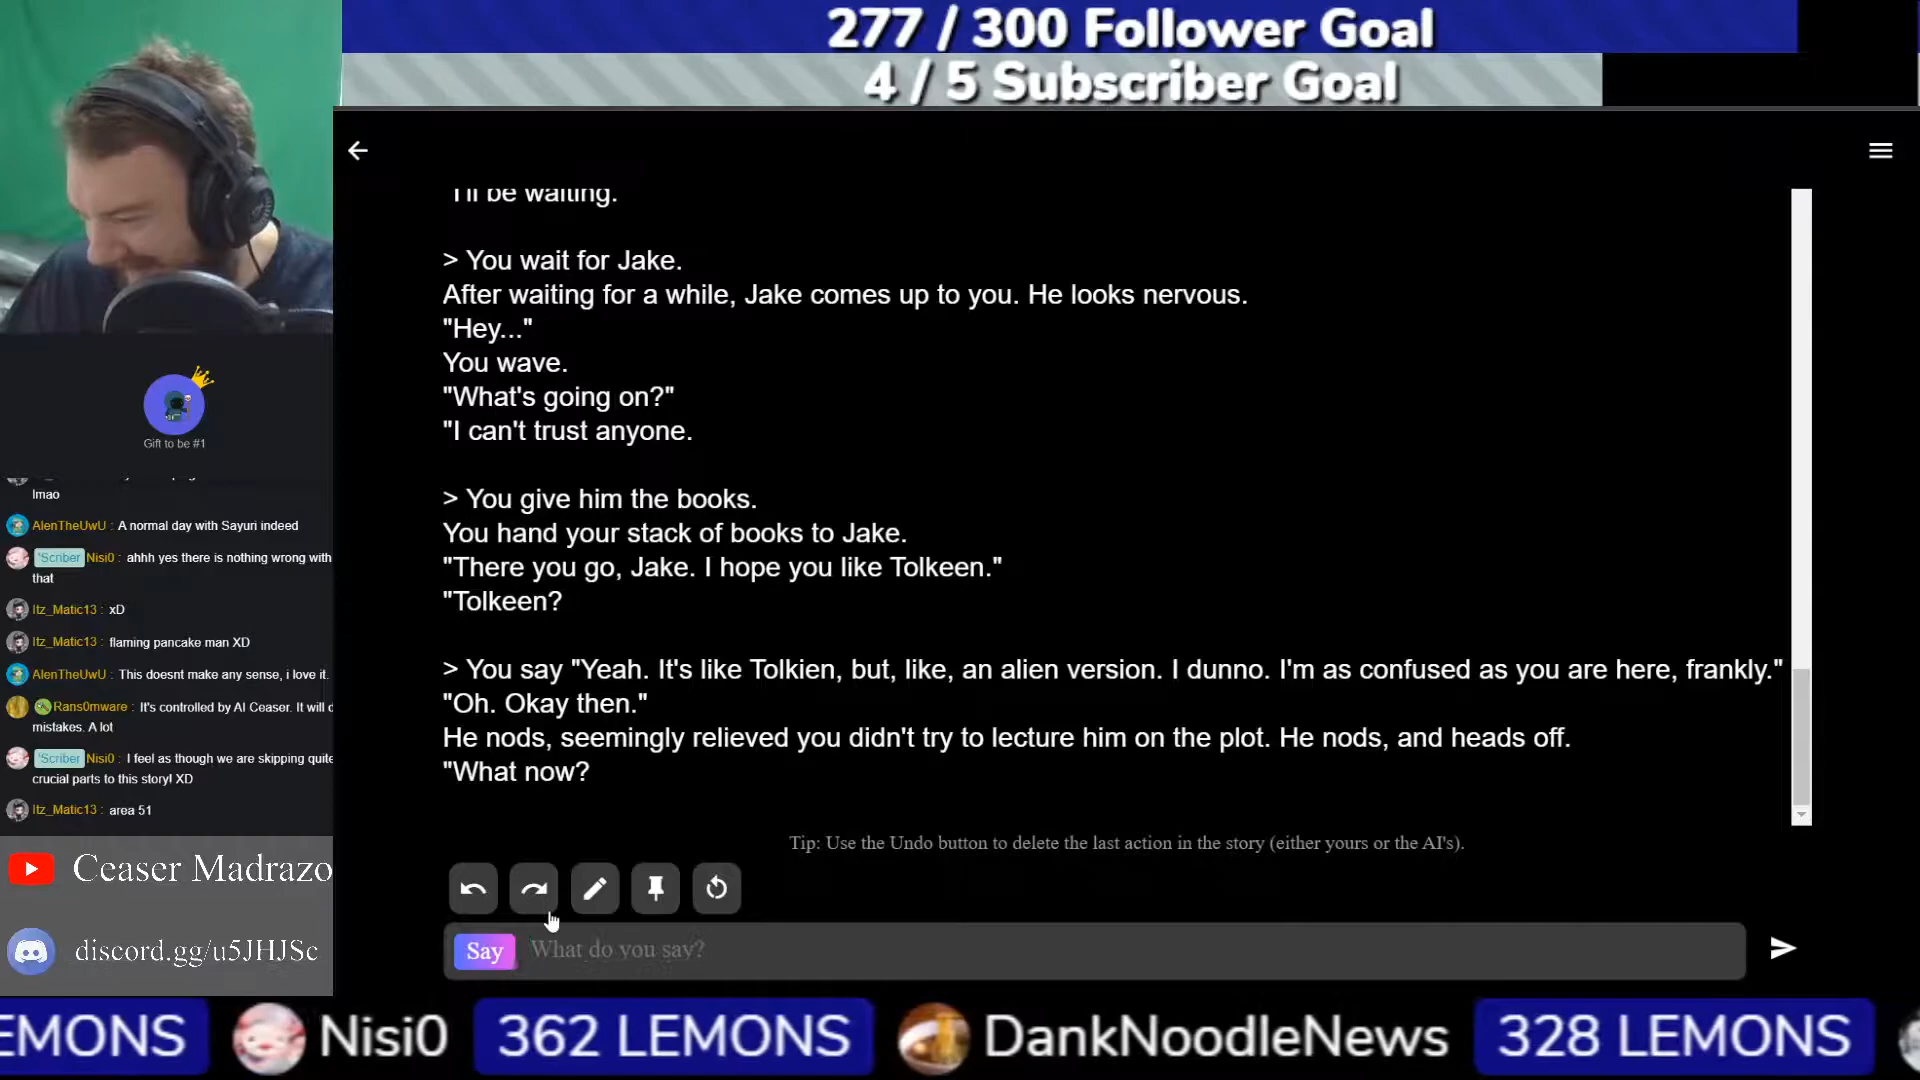 277 / 300 Follower Goal
4 / 5 Subscriber Goal
I'll be waiting.
> You wait for Jake.
After waiting for a while, Jake comes up to you. He looks nervous.
"Hey..."
You wave.
"What's going on?"
"I can't trust anyone.
> You give him the books.
You hand your stack of books to Jake.
"There you go, Jake. I hope you like Tolkeen."
"Tolkeen?
> You say "Yeah. It's like Tolkien, but, like, an alien version. I dunno. I'm as confused as you are here, frankly."
"Oh. Okay then."
He nods, seemingly relieved you didn't try to lecture him on the plot. He nods, and heads off.
"What now?
Tip: Use the Undo button to delete the last action in the story (either yours or the AI's).
Say What do you say?
Gift to be #1
lmao
AlenTheUwU : A normal day with Sayuri indeed
'Scriber Nisi0 : ahhh yes there is nothing wrong with
that
Itz_Matic13 : xD
Itz_Matic13 : flaming pancake man XD
AlenTheUwU : This doesnt make any sense, i love it.
Rans0mware : It's controlled by AI Ceaser. It will
mistakes. A lot
'Scriber Nisi0 : I feel as though we are skipping quite
crucial parts to this story! XD
Itz_Matic13 : area 51
Ceaser Madrazo
discord.gg/u5JHJSc
EMONS Nisi0 362 LEMONS DankNoodleNews 328 LEMONS